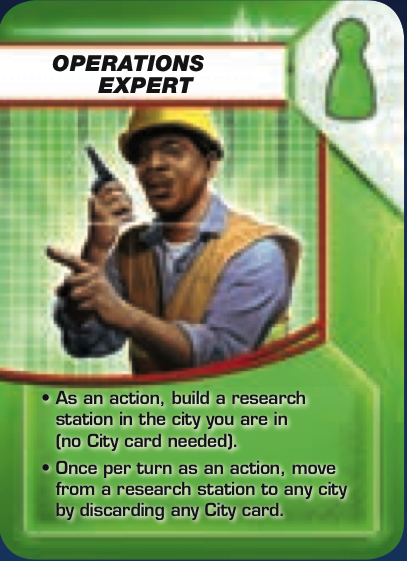 OPERATIONS
EXPERT
• As an action, build a research
station in the city you are in
(no City card needed).
• Once per turn as an action, move
from a research station to any city
by discarding any City card.